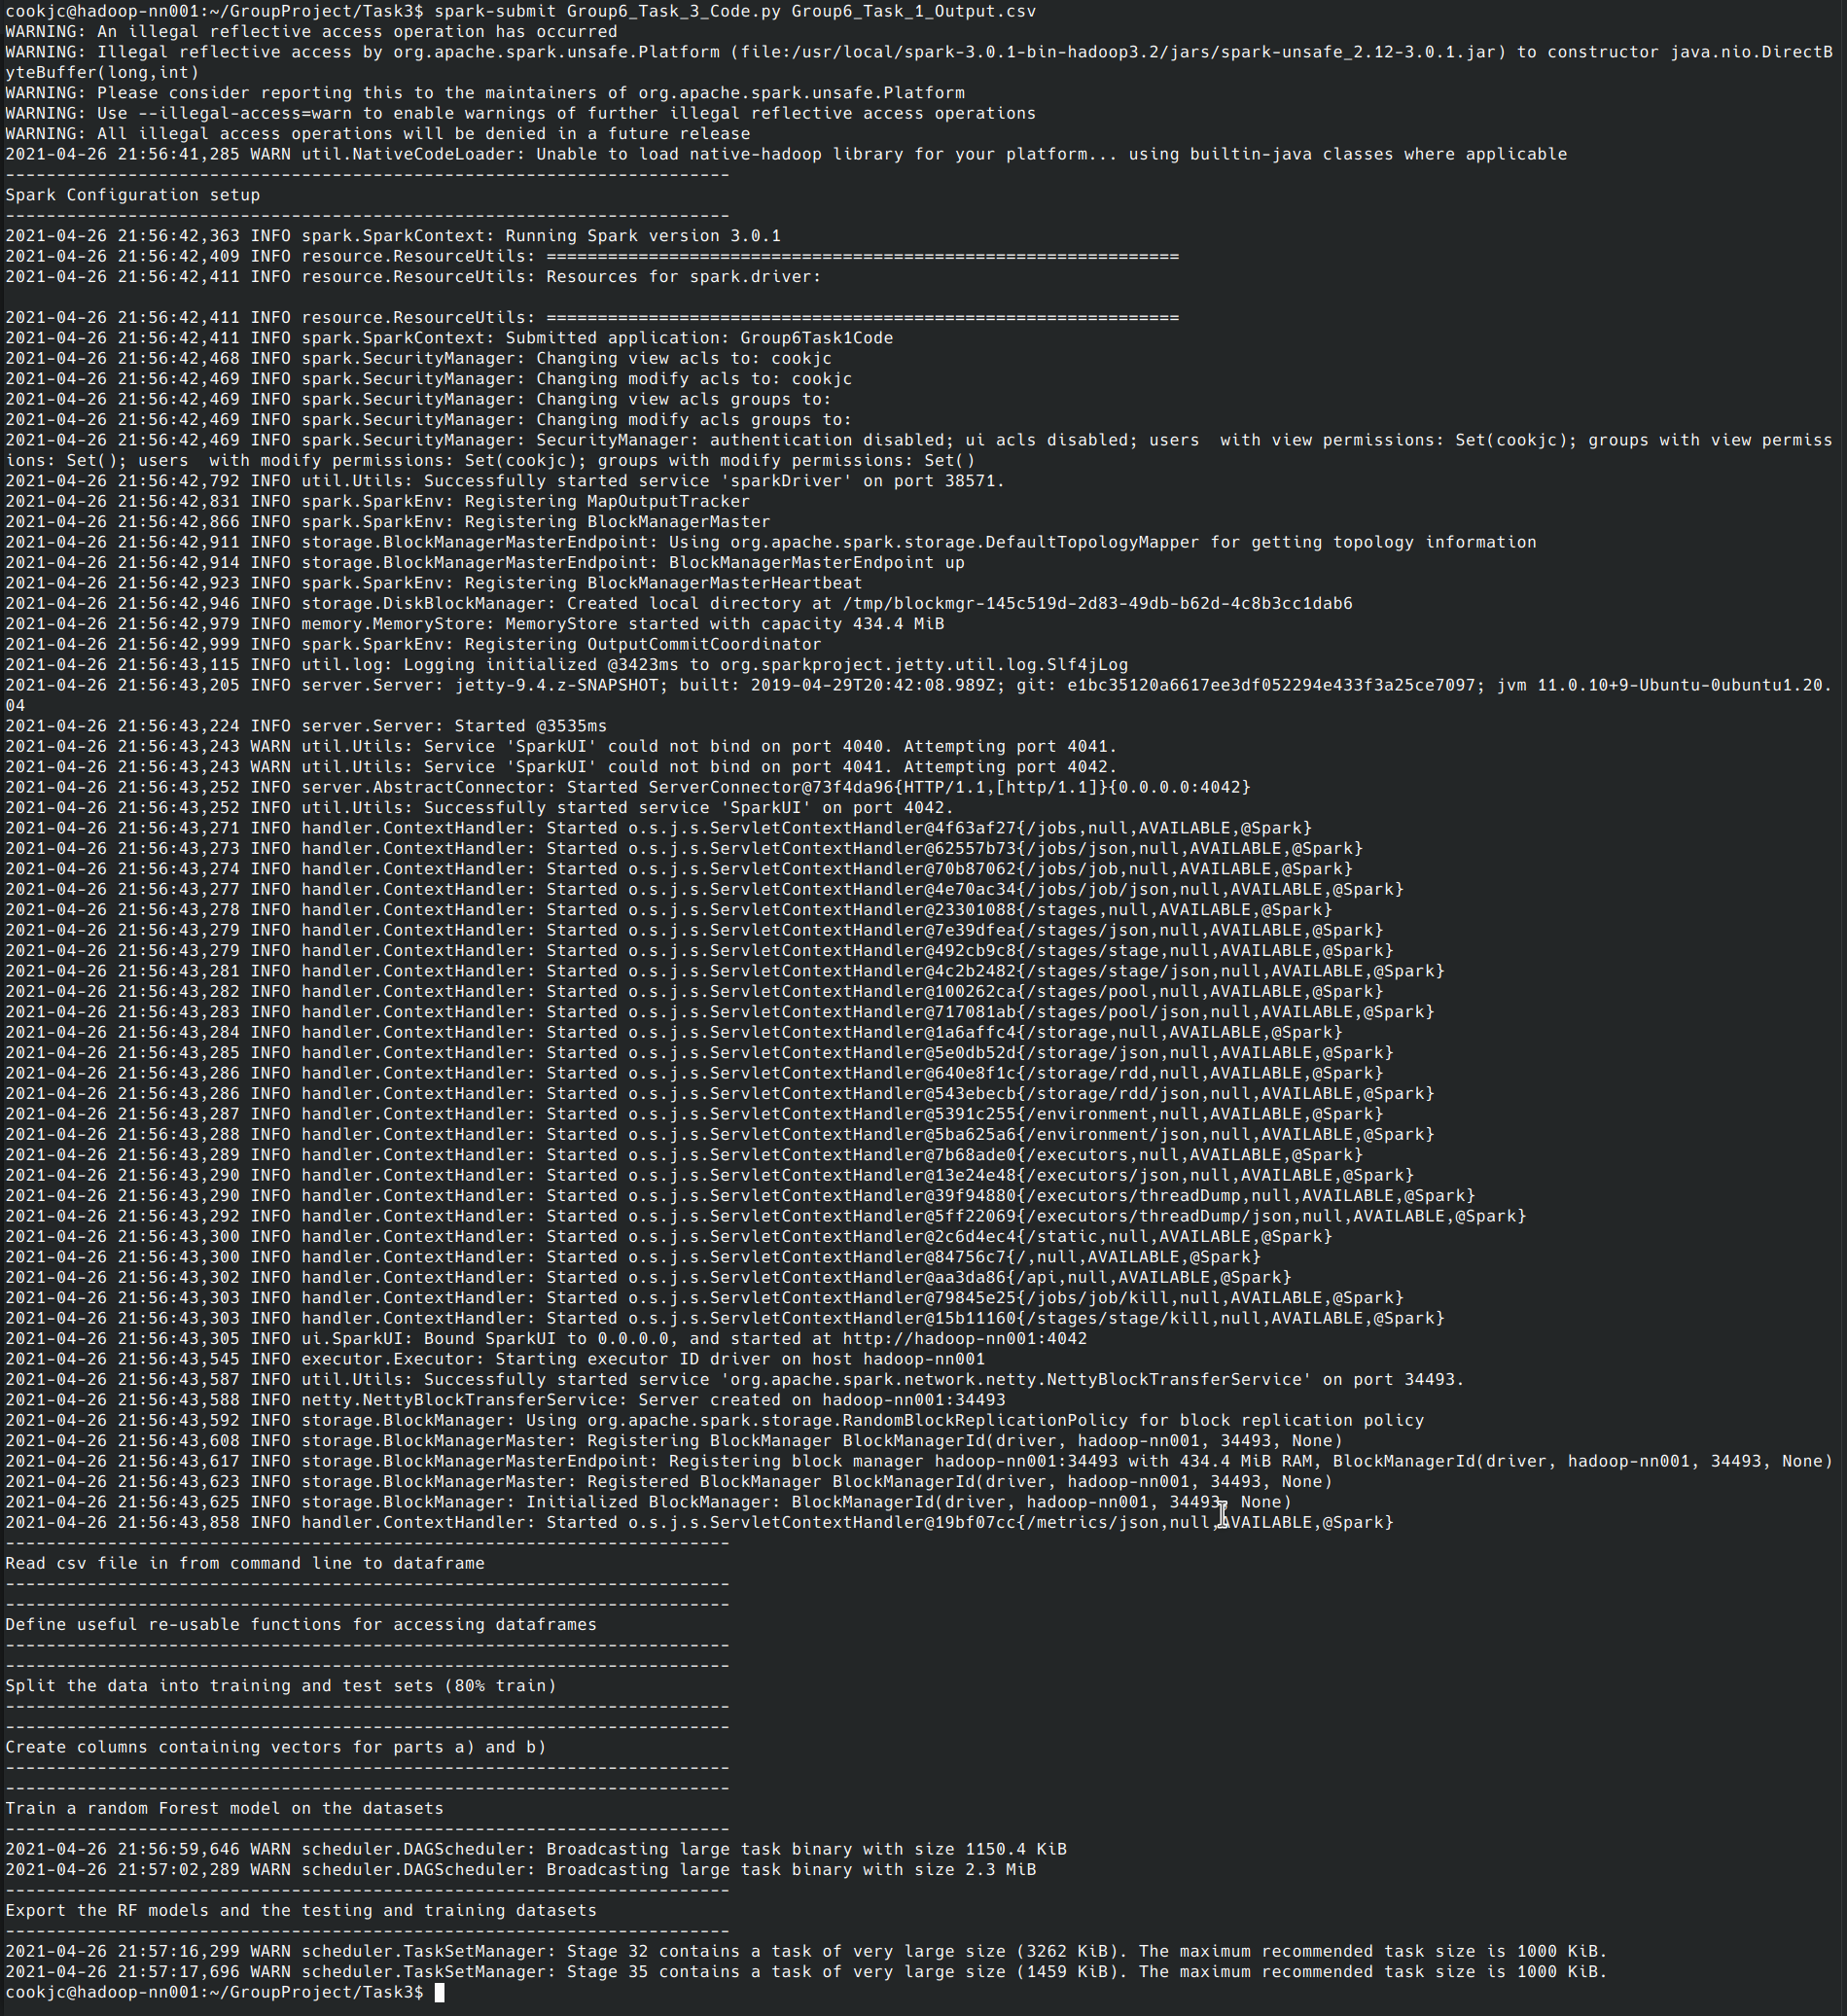 cookjc@hadoop-nn001:~/GroupProject/Task3$ spark-submit Group6_Task_3_Code.py Group6_Task_1_Output.csv
WARNING: An illegal reflective access operation has occurred
WARNING: Illegal reflective access by org.apache.spark.unsafe.Platform (file:/usr/local/spark-3.0.1-bin-hadoop3.2/jars/spark-unsafe_2.12-3.0.1.jar) to constructor java.nio.DirectB
yteBuffer(long,int)
WARNING: Please consider reporting this to the maintainers of org.apache.spark.unsafe.Platform
WARNING: Use --illegal-access=warn to enable warnings of further illegal reflective access operations
WARNING: All illegal access operations will be denied in a future release
2021-04-26 21:56:41,285 WARN util.NativeCodeLoader: Unable to load native-hadoop library for your platform... using builtin-java classes where applicable
-----------------------------------------------------------------------
Spark Configuration setup
-----------------------------------------------------------------------
2021-04-26 21:56:42,363 INFO spark.SparkContext: Running Spark version 3.0.1
2021-04-26 21:56:42,409 INFO resource.ResourceUtils: ==============================================================
2021-04-26 21:56:42,411 INFO resource.ResourceUtils: Resources for spark.driver:
2021-04-26 21:56:42,411 INFO resource.ResourceUtils: ==============================================================
2021-04-26 21:56:42,411 INFO spark.SparkContext: Submitted application: Group6Task1Code
2021-04-26 21:56:42,468 INFO spark.SecurityManager: Changing view acls to: cookjc
2021-04-26 21:56:42,469 INFO spark.SecurityManager: Changing modify acls to: cookjc
2021-04-26 21:56:42,469 INFO spark.SecurityManager: Changing view acls groups to:
2021-04-26 21:56:42,469 INFO spark.SecurityManager: Changing modify acls groups to:
2021-04-26 21:56:42,469 INFO spark.SecurityManager: SecurityManager: authentication disabled; ui acls disabled; users  with view permissions: Set(cookjc); groups with view permiss
ions: Set(); users  with modify permissions: Set(cookjc); groups with modify permissions: Set()
2021-04-26 21:56:42,792 INFO util.Utils: Successfully started service 'sparkDriver' on port 38571.
2021-04-26 21:56:42,831 INFO spark.SparkEnv: Registering MapOutputTracker
2021-04-26 21:56:42,866 INFO spark.SparkEnv: Registering BlockManagerMaster
2021-04-26 21:56:42,911 INFO storage.BlockManagerMasterEndpoint: Using org.apache.spark.storage.DefaultTopologyMapper for getting topology information
2021-04-26 21:56:42,914 INFO storage.BlockManagerMasterEndpoint: BlockManagerMasterEndpoint up
2021-04-26 21:56:42,923 INFO spark.SparkEnv: Registering BlockManagerMasterHeartbeat
2021-04-26 21:56:42,946 INFO storage.DiskBlockManager: Created local directory at /tmp/blockmgr-145c519d-2d83-49db-b62d-4c8b3cc1dab6
2021-04-26 21:56:42,979 INFO memory.MemoryStore: MemoryStore started with capacity 434.4 MiB
2021-04-26 21:56:42,999 INFO spark.SparkEnv: Registering OutputCommitCoordinator
2021-04-26 21:56:43,115 INFO util.log: Logging initialized @3423ms to org.sparkproject.jetty.util.log.Slf4jLog
2021-04-26 21:56:43,205 INFO server.Server: jetty-9.4.z-SNAPSHOT; built: 2019-04-29T20:42:08.989Z; git: e1bc35120a6617ee3df052294e433f3a25ce7097; jvm 11.0.10+9-Ubuntu-0ubuntu1.20.
04
2021-04-26 21:56:43,224 INFO server.Server: Started @3535ms
2021-04-26 21:56:43,243 WARN util.Utils: Service 'SparkUI' could not bind on port 4040. Attempting port 4041.
2021-04-26 21:56:43,243 WARN util.Utils: Service 'SparkUI' could not bind on port 4041. Attempting port 4042.
2021-04-26 21:56:43,252 INFO server.AbstractConnector: Started ServerConnector@73f4da96{HTTP/1.1,[http/1.1]}{0.0.0.0:4042}
2021-04-26 21:56:43,252 INFO util.Utils: Successfully started service 'SparkUI' on port 4042.
2021-04-26 21:56:43,271 INFO handler.ContextHandler: Started o.s.j.s.ServletContextHandler@4f63af27{/jobs,null,AVAILABLE,@Spark}
2021-04-26 21:56:43,273 INFO handler.ContextHandler: Started o.s.j.s.ServletContextHandler@62557b73{/jobs/json,null,AVAILABLE,@Spark}
2021-04-26 21:56:43,274 INFO handler.ContextHandler: Started o.s.j.s.ServletContextHandler@70b87062{/jobs/job,null,AVAILABLE,@Spark}
2021-04-26 21:56:43,277 INFO handler.ContextHandler: Started o.s.j.s.ServletContextHandler@4e70ac34{/jobs/job/json,null,AVAILABLE,@Spark}
2021-04-26 21:56:43,278 INFO handler.ContextHandler: Started o.s.j.s.ServletContextHandler@23301088{/stages,null,AVAILABLE,@Spark}
2021-04-26 21:56:43,279 INFO handler.ContextHandler: Started o.s.j.s.ServletContextHandler@7e39dfea{/stages/json,null,AVAILABLE,@Spark}
2021-04-26 21:56:43,279 INFO handler.ContextHandler: Started o.s.j.s.ServletContextHandler@492cb9c8{/stages/stage,null,AVAILABLE,@Spark}
2021-04-26 21:56:43,281 INFO handler.ContextHandler: Started o.s.j.s.ServletContextHandler@4c2b2482{/stages/stage/json,null,AVAILABLE,@Spark}
2021-04-26 21:56:43,282 INFO handler.ContextHandler: Started o.s.j.s.ServletContextHandler@100262ca{/stages/pool,null,AVAILABLE,@Spark}
2021-04-26 21:56:43,283 INFO handler.ContextHandler: Started o.s.j.s.ServletContextHandler@717081ab{/stages/pool/json,null,AVAILABLE,@Spark}
2021-04-26 21:56:43,284 INFO handler.ContextHandler: Started o.s.j.s.ServletContextHandler@1a6affc4{/storage,null,AVAILABLE,@Spark}
2021-04-26 21:56:43,285 INFO handler.ContextHandler: Started o.s.j.s.ServletContextHandler@5e0db52d{/storage/json,null,AVAILABLE,@Spark}
2021-04-26 21:56:43,286 INFO handler.ContextHandler: Started o.s.j.s.ServletContextHandler@640e8f1c{/storage/rdd,null,AVAILABLE,@Spark}
2021-04-26 21:56:43,286 INFO handler.ContextHandler: Started o.s.j.s.ServletContextHandler@543ebecb{/storage/rdd/json,null,AVAILABLE,@Spark}
2021-04-26 21:56:43,287 INFO handler.ContextHandler: Started o.s.j.s.ServletContextHandler@5391c255{/environment,null,AVAILABLE,@Spark}
2021-04-26 21:56:43,288 INFO handler.ContextHandler: Started o.s.j.s.ServletContextHandler@5ba625a6{/environment/json,null,AVAILABLE,@Spark}
2021-04-26 21:56:43,289 INFO handler.ContextHandler: Started o.s.j.s.ServletContextHandler@7b68ade0{/executors,null,AVAILABLE,@Spark}
2021-04-26 21:56:43,290 INFO handler.ContextHandler: Started o.s.j.s.ServletContextHandler@13e24e48{/executors/json,null,AVAILABLE,@Spark}
2021-04-26 21:56:43,290 INFO handler.ContextHandler: Started o.s.j.s.ServletContextHandler@39f94880{/executors/threadDump,null,AVAILABLE,@Spark}
2021-04-26 21:56:43,292 INFO handler.ContextHandler: Started o.s.j.s.ServletContextHandler@5ff22069{/executors/threadDump/json,null,AVAILABLE,@Spark}
2021-04-26 21:56:43,300 INFO handler.ContextHandler: Started o.s.j.s.ServletContextHandler@2c6d4ec4{/static,null,AVAILABLE,@Spark}
2021-04-26 21:56:43,300 INFO handler.ContextHandler: Started o.s.j.s.ServletContextHandler@84756c7{/,null,AVAILABLE,@Spark}
2021-04-26 21:56:43,302 INFO handler.ContextHandler: Started o.s.j.s.ServletContextHandler@aa3da86{/api,null,AVAILABLE,@Spark}
2021-04-26 21:56:43,303 INFO handler.ContextHandler: Started o.s.j.s.ServletContextHandler@79845e25{/jobs/job/kill,null,AVAILABLE,@Spark}
2021-04-26 21:56:43,303 INFO handler.ContextHandler: Started o.s.j.s.ServletContextHandler@15b11160{/stages/stage/kill,null,AVAILABLE,@Spark}
2021-04-26 21:56:43,305 INFO ui.SparkUI: Bound SparkUI to 0.0.0.0, and started at http://hadoop-nn001:4042
2021-04-26 21:56:43,545 INFO executor.Executor: Starting executor ID driver on host hadoop-nn001
2021-04-26 21:56:43,587 INFO util.Utils: Successfully started service 'org.apache.spark.network.netty.NettyBlockTransferService' on port 34493.
2021-04-26 21:56:43,588 INFO netty.NettyBlockTransferService: Server created on hadoop-nn001:34493
2021-04-26 21:56:43,592 INFO storage.BlockManager: Using org.apache.spark.storage.RandomBlockReplicationPolicy for block replication policy
2021-04-26 21:56:43,608 INFO storage.BlockManagerMaster: Registering BlockManager BlockManagerId(driver, hadoop-nn001, 34493, None)
2021-04-26 21:56:43,617 INFO storage.BlockManagerMasterEndpoint: Registering block manager hadoop-nn001:34493 with 434.4 MiB RAM, BlockManagerId(driver, hadoop-nn001, 34493, None)
2021-04-26 21:56:43,623 INFO storage.BlockManagerMaster: Registered BlockManager BlockManagerId(driver, hadoop-nn001, 34493, None)
2021-04-26 21:56:43,625 INFO storage.BlockManager: Initialized BlockManager: BlockManagerId(driver, hadoop-nn001, 34493, None)
2021-04-26 21:56:43,858 INFO handler.ContextHandler: Started o.s.j.s.ServletContextHandler@19bf07cc{/metrics/json,null,AVAILABLE,@Spark}
-----------------------------------------------------------------------
Read csv file in from command line to dataframe
-----------------------------------------------------------------------
-----------------------------------------------------------------------
Define useful re-usable functions for accessing dataframes
-----------------------------------------------------------------------
-----------------------------------------------------------------------
Split the data into training and test sets (80% train)
-----------------------------------------------------------------------
-----------------------------------------------------------------------
Create columns containing vectors for parts a) and b)
-----------------------------------------------------------------------
-----------------------------------------------------------------------
Train a random Forest model on the datasets
-----------------------------------------------------------------------
2021-04-26 21:56:59,646 WARN scheduler.DAGScheduler: Broadcasting large task binary with size 1150.4 KiB
2021-04-26 21:57:02,289 WARN scheduler.DAGScheduler: Broadcasting large task binary with size 2.3 MiB
-----------------------------------------------------------------------
Export the RF models and the testing and training datasets
-----------------------------------------------------------------------
2021-04-26 21:57:16,299 WARN scheduler.TaskSetManager: Stage 32 contains a task of very large size (3262 KiB). The maximum recommended task size is 1000 KiB.
2021-04-26 21:57:17,696 WARN scheduler.TaskSetManager: Stage 35 contains a task of very large size (1459 KiB). The maximum recommended task size is 1000 KiB.
cookjc@hadoop-nn001:~/GroupProject/Task3$